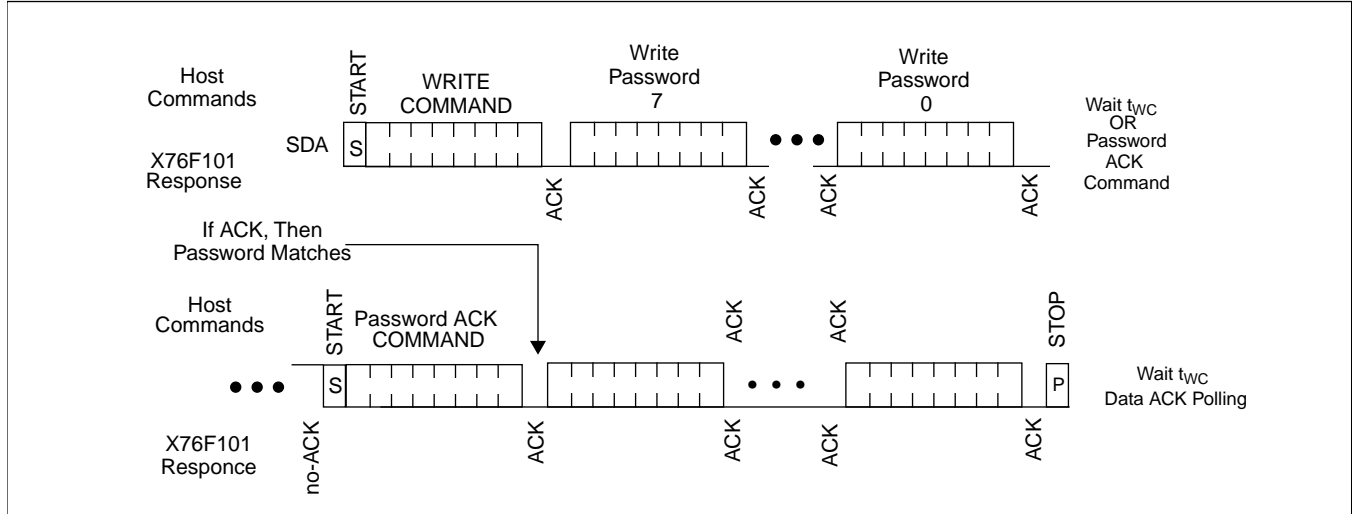 Host
Commands
START
WRITE
COMMAND
Write
Password
7
Write
Password
0
Wait tWC
OR
Password
ACK
Command
SDA
S
X76F101
Response
ACK
ACK
ACK
ACK
If ACK, Then
Password Matches
Host
Commands
START
Password ACK
COMMAND
ACK
ACK
STOP
S
P
Wait tWC
Data ACK Polling
X76F101
Responce
no-ACK
ACK
ACK
ACK
ACK